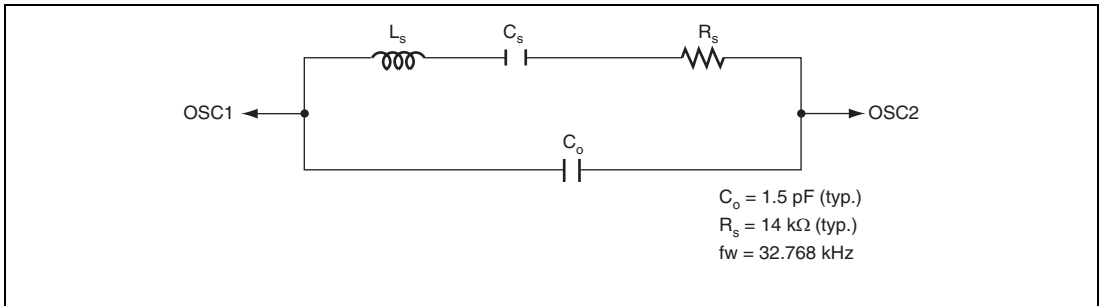 Ls
Cs
Rs
OSC1
OSC2
Co
Co = 1.5 pF (typ.)
Rs = 14 kΩ (typ.)
fw = 32.768 kHz